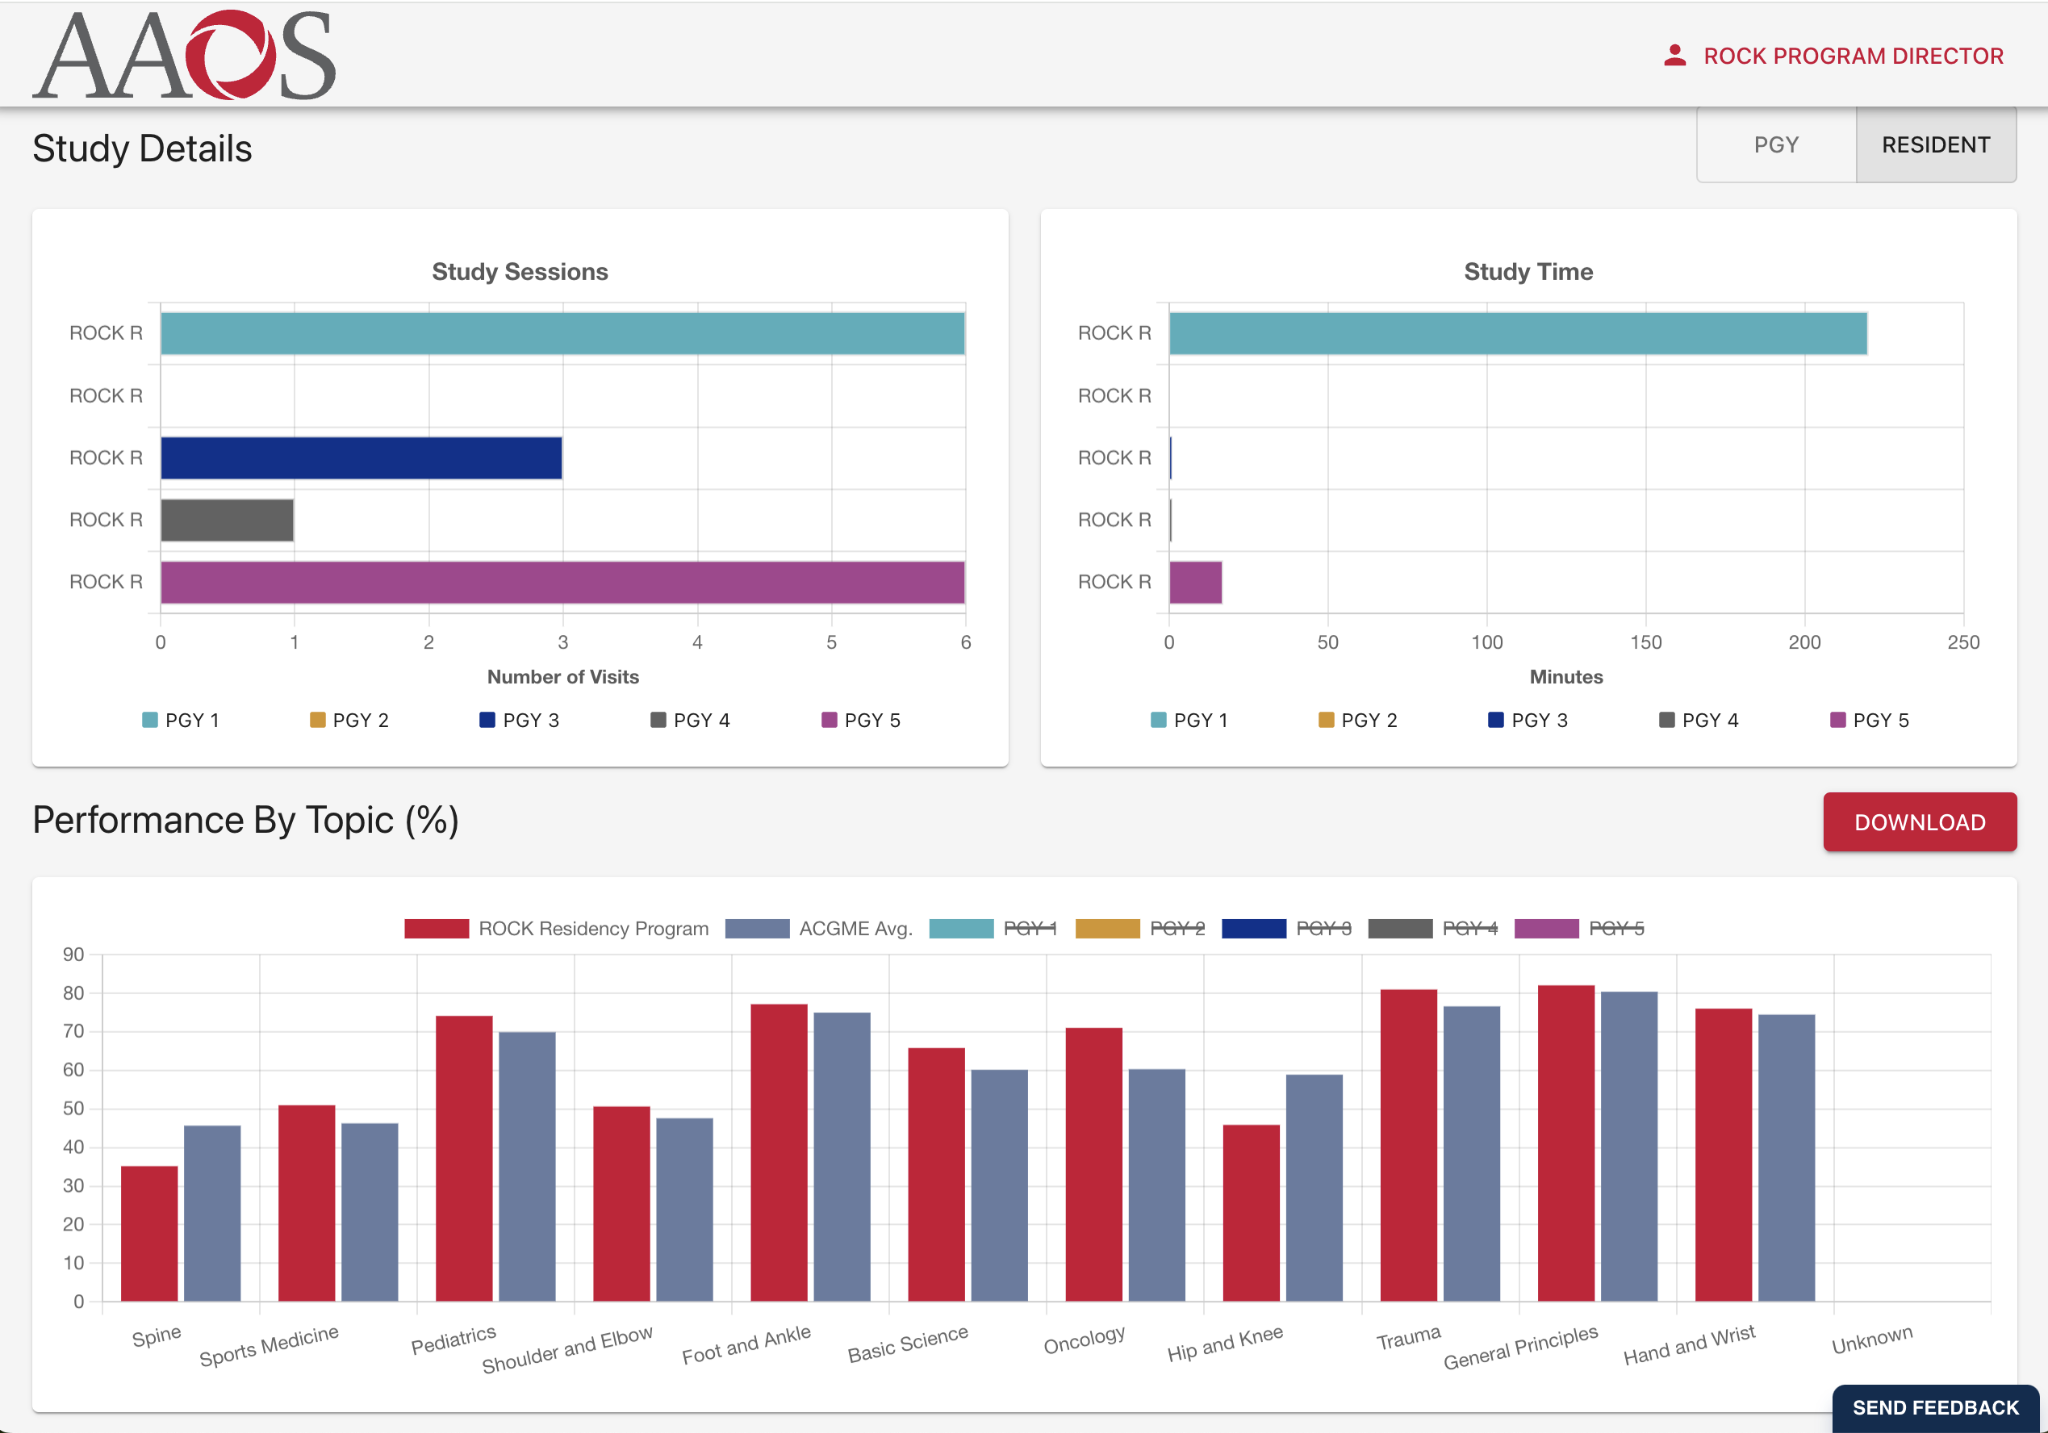 AAOS
ROCK PROGRAM DIRECTOR
Study Details
PGY
RESIDENT
Study Sessions
ROCK R
ROCK R
ROCK R
ROCK R
ROCK R
0 1 2 3 4 5 6
Number of Visits
PGY 1 PGY 2 PGY 3 PGY 4 PGY 5
Study Time
ROCK R
ROCK R
ROCK R
ROCK R
ROCK R
0 50 100 150 200 250
Minutes
PGY 1 PGY 2 PGY 3 PGY 4 PGY 5
Performance By Topic (%)
DOWNLOAD
ROCK Residency Program ACGME Avg. PGY 1 PGY 2 PGY 3 PGY 4 PGY 5
90
80
70
60
50
40
30
20
10
0
Spine Sports Medicine Pediatrics Shoulder and Elbow Foot and Ankle Basic Science Oncology Hip and Knee Trauma General Principles Hand and Wrist Unknown
SEND FEEDBACK